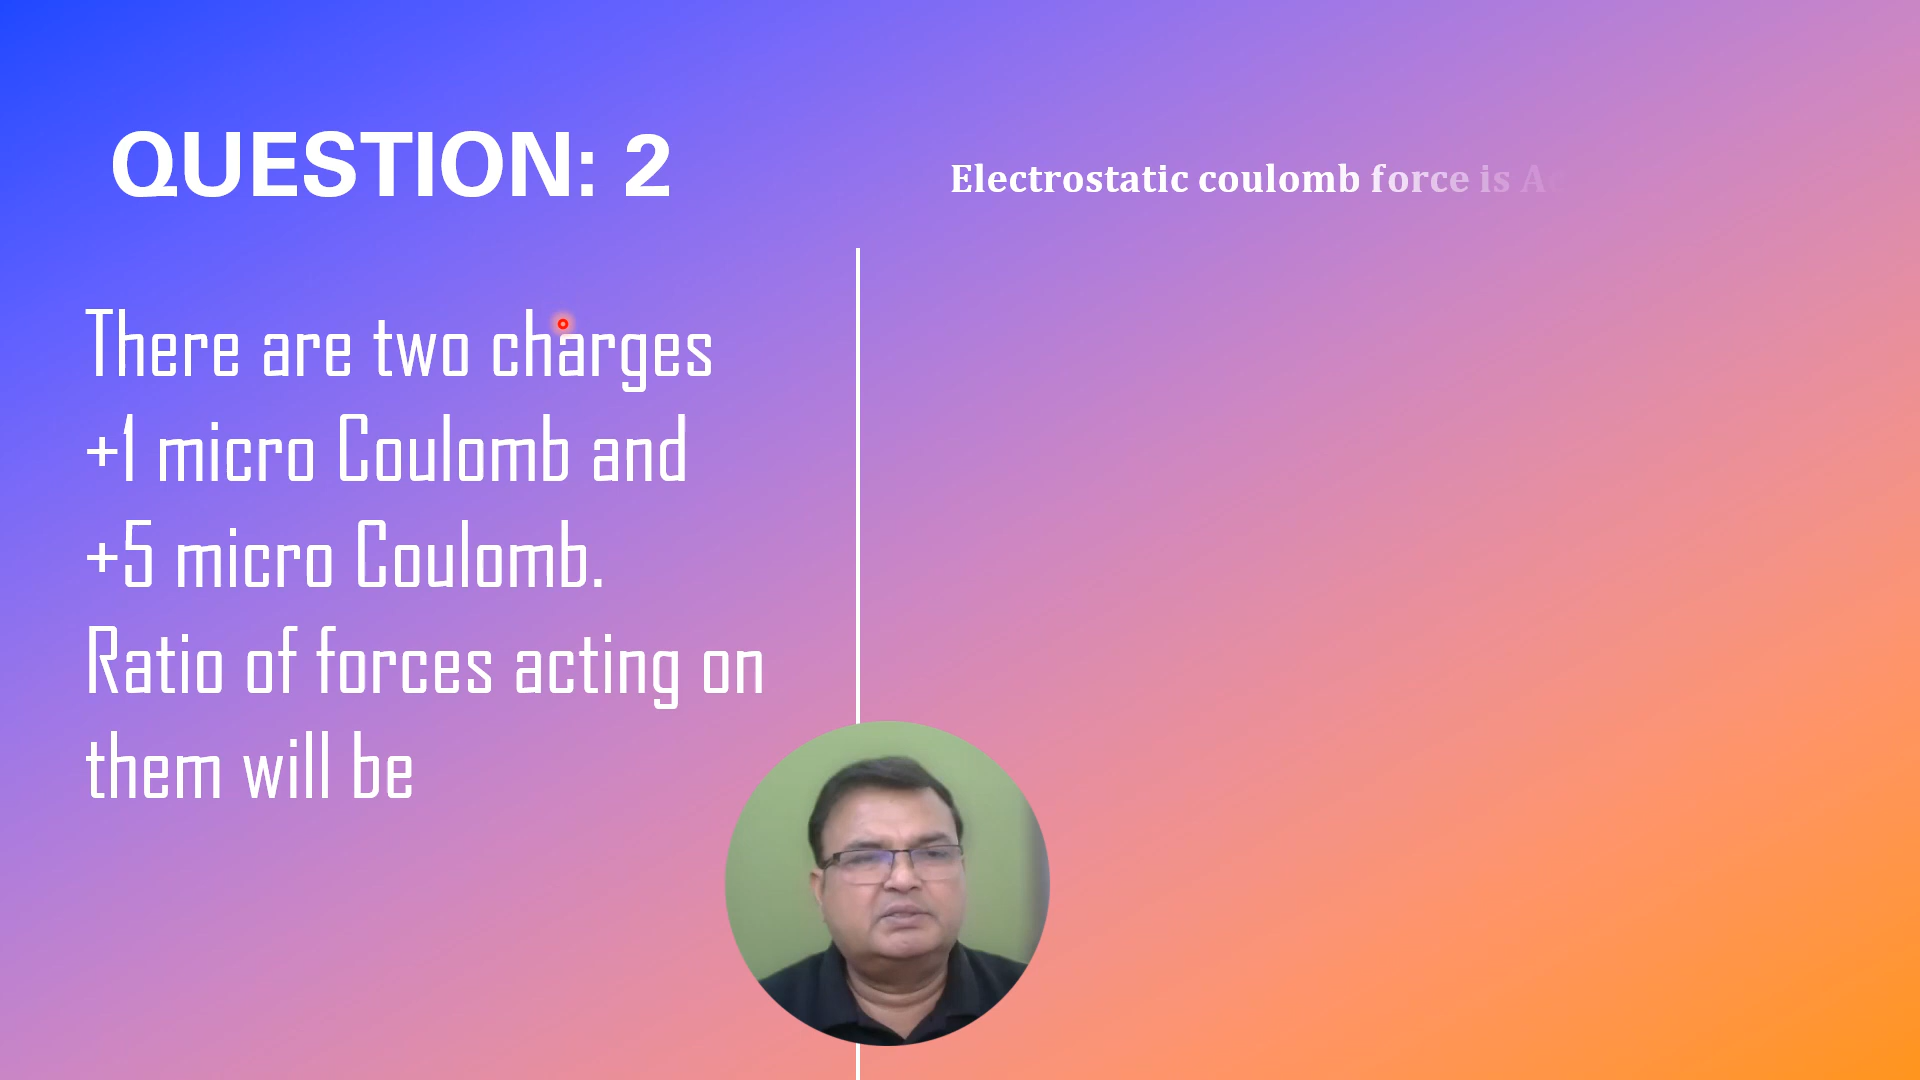 QUESTION: 2
There are two charges
+1 micro Coulomb and
+5 micro Coulomb.
Ratio of forces acting on
them will be
Electrostatic coulomb force is